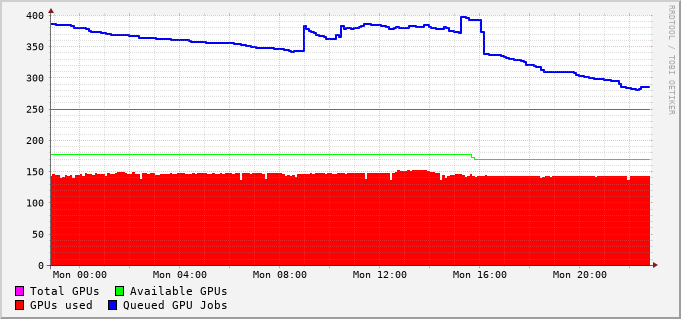 RRDTOOL / TOBI OETIKER
400
350
300
250
200
150
100
50
0
Mon 00:00 Mon 04:00 Mon 08:00 Mon 12:00 Mon 16:00 Mon 20:00
Total GPUs Available GPUs
GPUs used Queued GPU Jobs